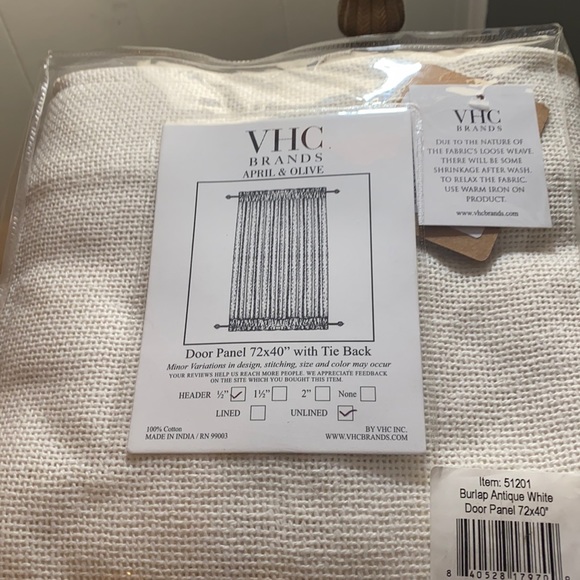 VHC
BRANDS
APRIL & OLIVE
Door Panel 72x40" with Tie Back
Minor Variations in design, stitching, size and color may occur
YOUR REVIEWS HELP US REACH MORE PEOPLE. WE APPRECIATE FEEDBACK
ON THE SITE WHICH YOU BOUGHT THIS ITEM.
HEADER ½" 1½" 2" None
LINED UNLINED
100% Cotton
MADE IN INDIA / RN 99003
BY VHC INC.
WWW.VHCBRANDS.COM
VHC
BRANDS
DUE TO THE NATURE OF
THE FABRIC'S LOOSE WEAVE,
THERE WILL BE SOME
SHRINKAGE AFTER WASH.
TO RELAX THE FABRIC,
USE WARM IRON ON
PRODUCT.
www.vhcbrands.com
Item: 51201
Burlap Antique White
Door Panel 72x40"
8 40528 17970